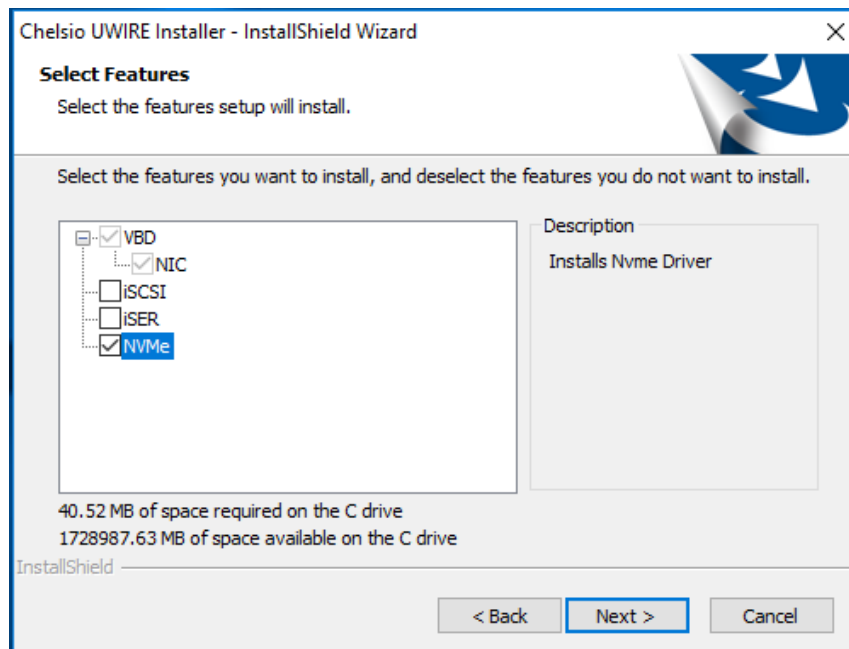 Chelsio UWIRE Installer - InstallShield Wizard
Select Features
Select the features setup will install.
Select the features you want to install, and deselect the features you do not want to install.
VBD
NIC
iSCSI
iSER
NVMe
Description
Installs Nvme Driver
40.52 MB of space required on the C drive
1728987.63 MB of space available on the C drive
InstallShield
< Back
Next >
Cancel